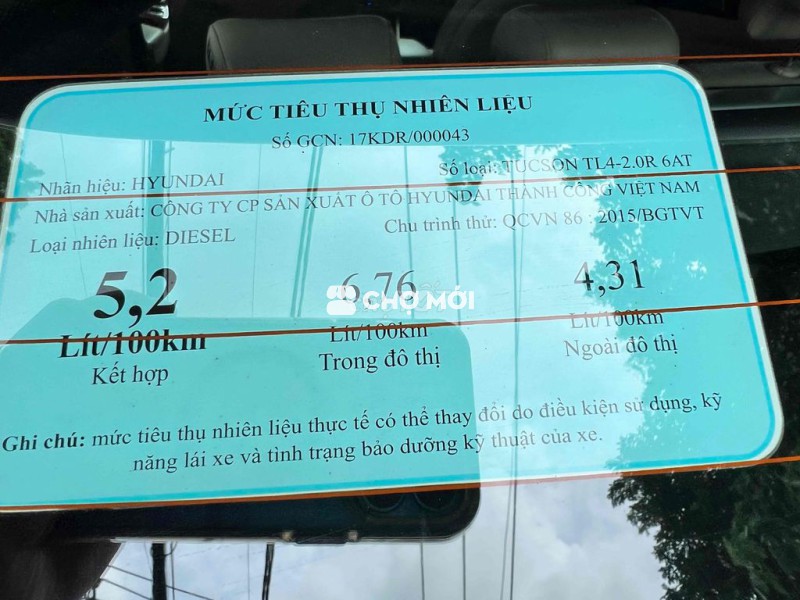 MỨC TIÊU THỤ NHIÊN LIỆU
Số GCN: 17KDR/000043
Nhãn hiệu: HYUNDAI
Số loại: TUCSON TL4-2.0R 6AT
Nhà sản xuất: CÔNG TY CP SẢN XUẤT Ô TÔ HYUNDAI THÀNH CÔNG VIỆT NAM
Loại nhiên liệu: DIESEL
Chu trình thử: QCVN 86 : 2015/BGTVT
5,2
6,76
4,31
CHỢ MỚI
Lít/100km
Lít/100km
Lít/100km
Kết hợp
Trong đô thị
Ngoài đô thị
Ghi chú: mức tiêu thụ nhiên liệu thực tế có thể thay đổi do điều kiện sử dụng, kỹ
năng lái xe và tình trạng bảo dưỡng kỹ thuật của xe.